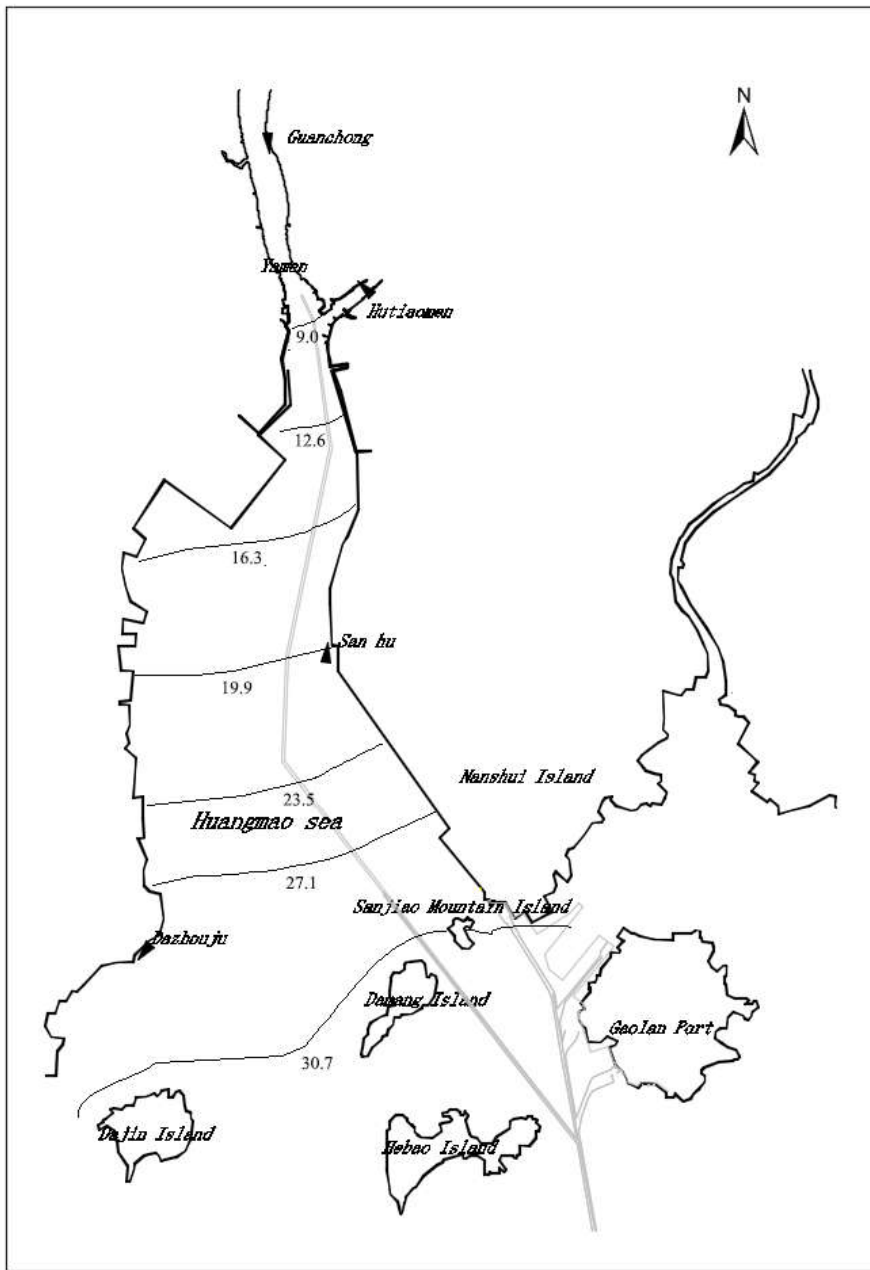 N
Guanchong
Yamen
Hutiaomen
9.0
12.6
16.3
San hu
19.9
Nanshui Island
23.5
Huangmao sea
27.1
Sanjiao Mountain Island
Dazhouju
Damang Island
Gaolan Port
30.7
Dajin Island
Hebao Island